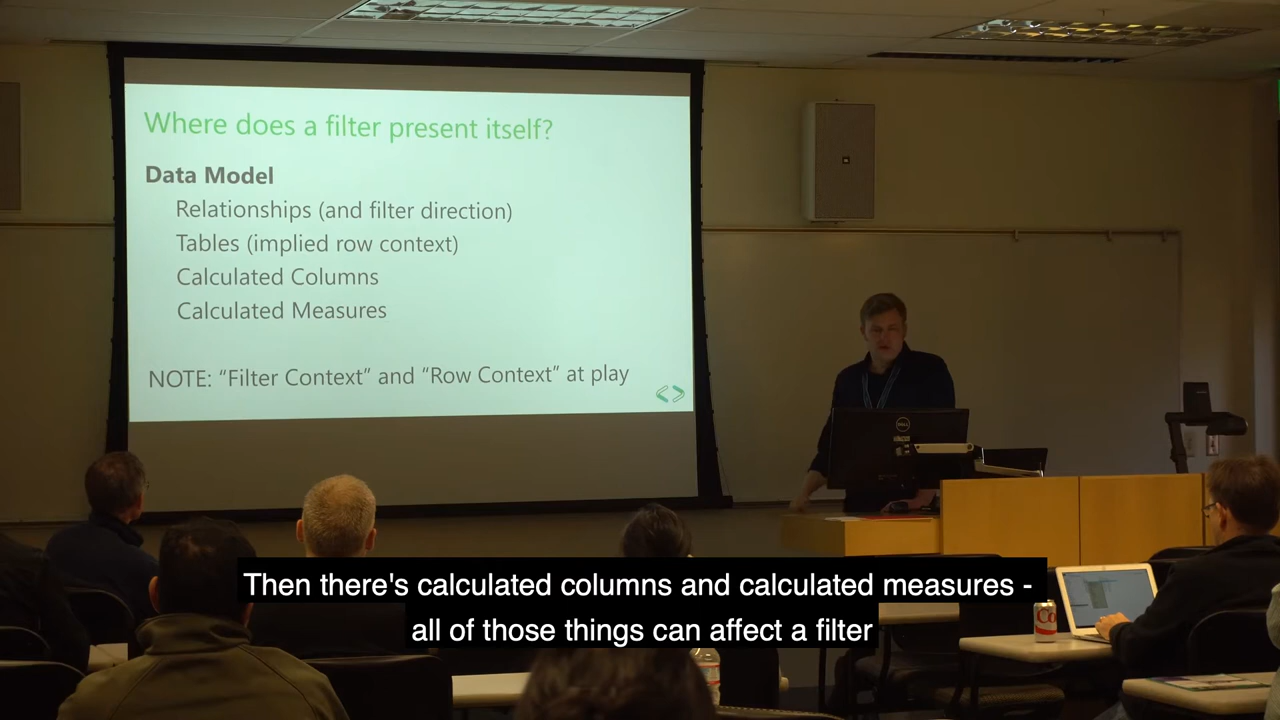 Where does a filter present itself?
Data Model
Relationships (and filter direction)
Tables (implied row context)
Calculated Columns
Calculated Measures
NOTE: “Filter Context” and “Row Context” at play
DELL
Co
Then there's calculated columns and calculated measures -
all of those things can affect a filter